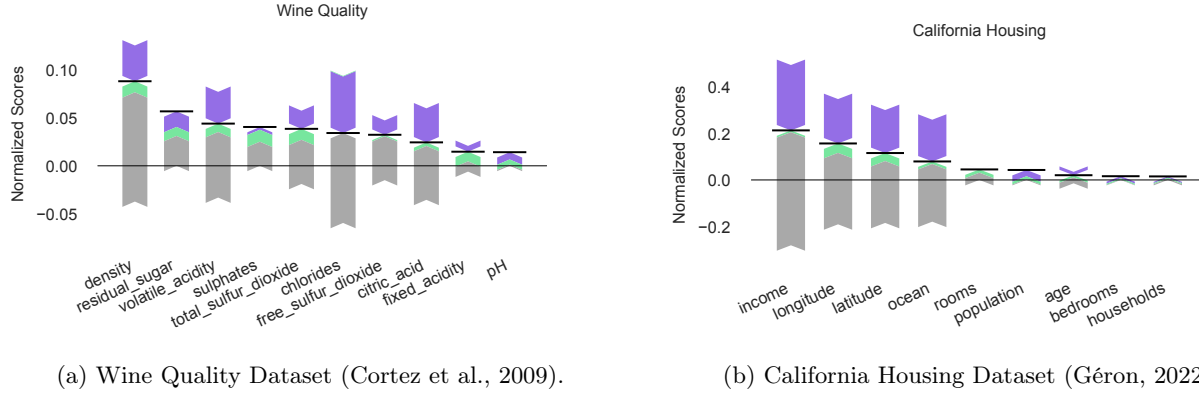 Wine Quality
Normalized Scores
0.10
0.05
0.00
−0.05
density
residual_sugar
volatile_acidity
sulphates
total_sulfur_dioxide
chlorides
free_sulfur_dioxide
citric_acid
fixed_acidity
pH
(a) Wine Quality Dataset (Cortez et al., 2009).
California Housing
Normalized Scores
0.4
0.2
0.0
−0.2
income
longitude
latitude
ocean
rooms
population
age
bedrooms
households
(b) California Housing Dataset (Géron, 2022